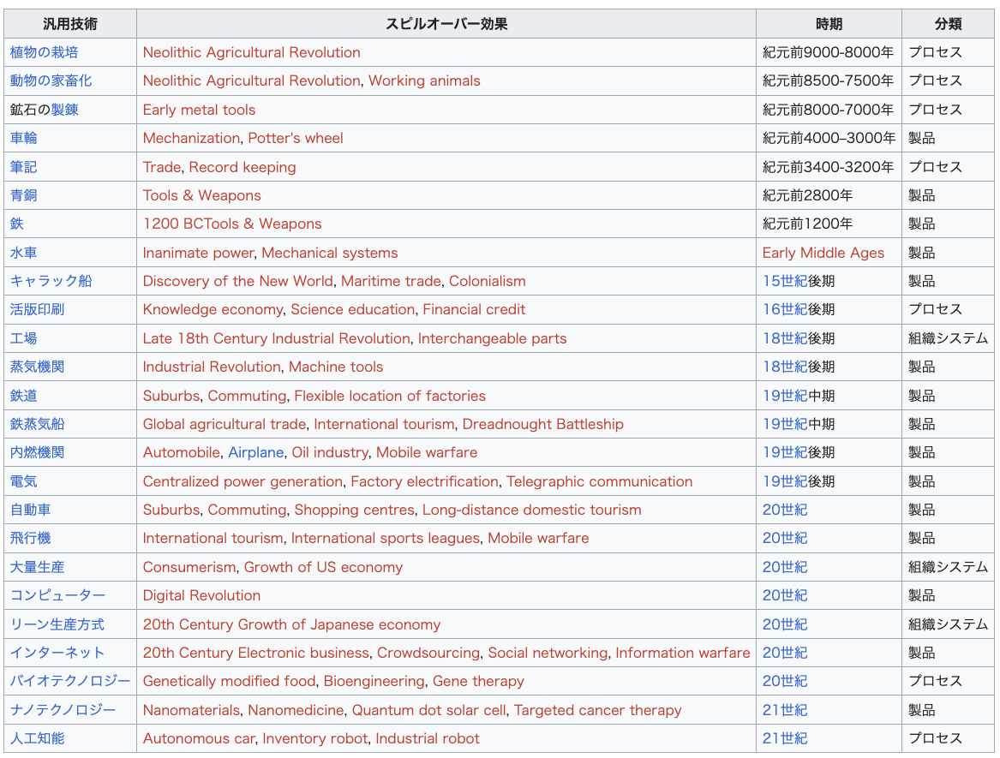 汎用技術 スピルオーバー効果 時期 分類
植物の栽培 Neolithic Agricultural Revolution 紀元前9000-8000年 プロセス
動物の家畜化 Neolithic Agricultural Revolution, Working animals 紀元前8500-7500年 プロセス
鉱石の製錬 Early metal tools 紀元前8000-7000年 プロセス
車輪 Mechanization, Potter's wheel 紀元前4000–3000年 製品
筆記 Trade, Record keeping 紀元前3400-3200年 プロセス
青銅 Tools & Weapons 紀元前2800年 製品
鉄 1200 BCTools & Weapons 紀元前1200年 製品
水車 Inanimate power, Mechanical systems Early Middle Ages 製品
キャラック船 Discovery of the New World, Maritime trade, Colonialism 15世紀後期 製品
活版印刷 Knowledge economy, Science education, Financial credit 16世紀後期 プロセス
工場 Late 18th Century Industrial Revolution, Interchangeable parts 18世紀後期 組織システム
蒸気機関 Industrial Revolution, Machine tools 18世紀後期 製品
鉄道 Suburbs, Commuting, Flexible location of factories 19世紀中期 製品
鉄蒸気船 Global agricultural trade, International tourism, Dreadnought Battleship 19世紀中期 製品
内燃機関 Automobile, Airplane, Oil industry, Mobile warfare 19世紀後期 製品
電気 Centralized power generation, Factory electrification, Telegraphic communication 19世紀後期 製品
自動車 Suburbs, Commuting, Shopping centres, Long-distance domestic tourism 20世紀 製品
飛行機 International tourism, International sports leagues, Mobile warfare 20世紀 製品
大量生産 Consumerism, Growth of US economy 20世紀 組織システム
コンピューター Digital Revolution 20世紀 製品
リーン生産方式 20th Century Growth of Japanese economy 20世紀 組織システム
インターネット 20th Century Electronic business, Crowdsourcing, Social networking, Information warfare 20世紀 製品
バイオテクノロジー Genetically modified food, Bioengineering, Gene therapy 20世紀 プロセス
ナノテクノロジー Nanomaterials, Nanomedicine, Quantum dot solar cell, Targeted cancer therapy 21世紀 製品
人工知能 Autonomous car, Inventory robot, Industrial robot 21世紀 プロセス